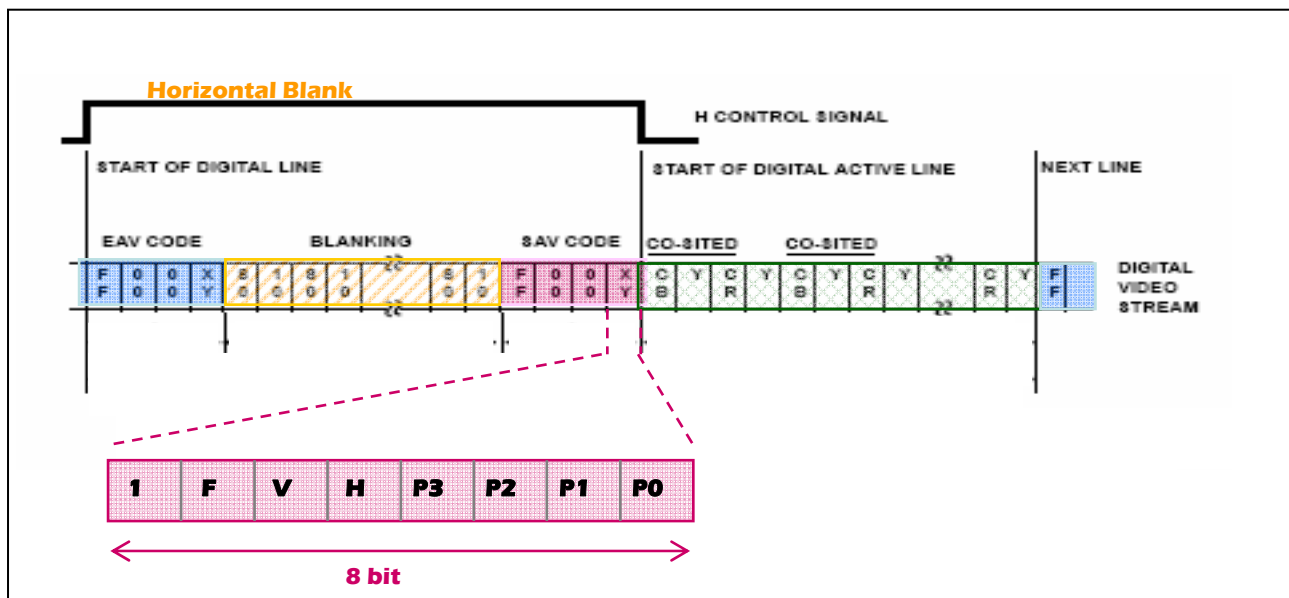 Horizontal Blank
H CONTROL SIGNAL
START OF DIGITAL LINE
START OF DIGITAL ACTIVE LINE
NEXT LINE
EAV CODE
BLANKING
SAV CODE
CO-SITED
CO-SITED
F 0 0 X 8 1 8 1 8 1 F 0 0 X C Y C Y C Y C Y C Y F
F 0 0 Y 0 0 0 0 0 0 F 0 0 Y B R B R R F
DIGITAL
VIDEO
STREAM
1 F V H P3 P2 P1 P0
8 bit